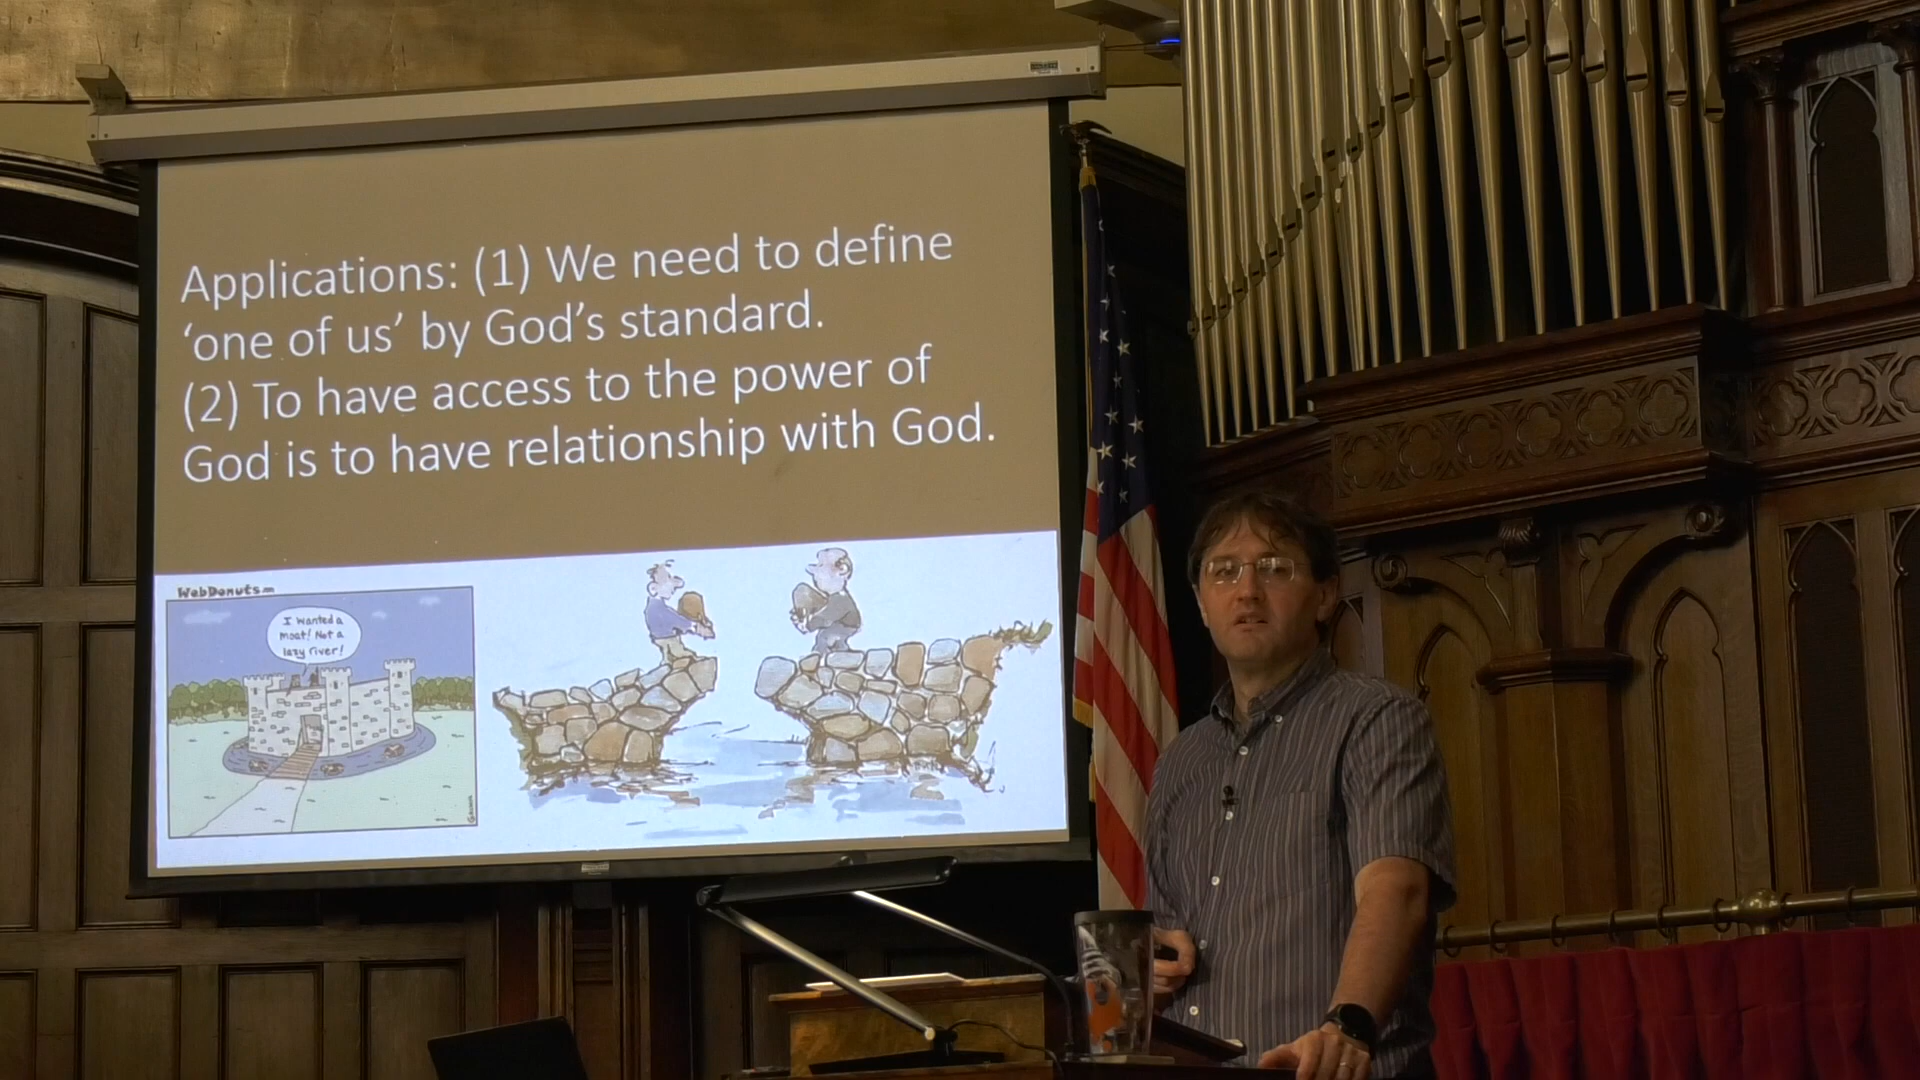 Applications: (1) We need to define
‘one of us’ by God’s standard.
(2) To have access to the power of
God is to have relationship with God.
WebDonuts
I wanted a
moat! Not a
lazy river!